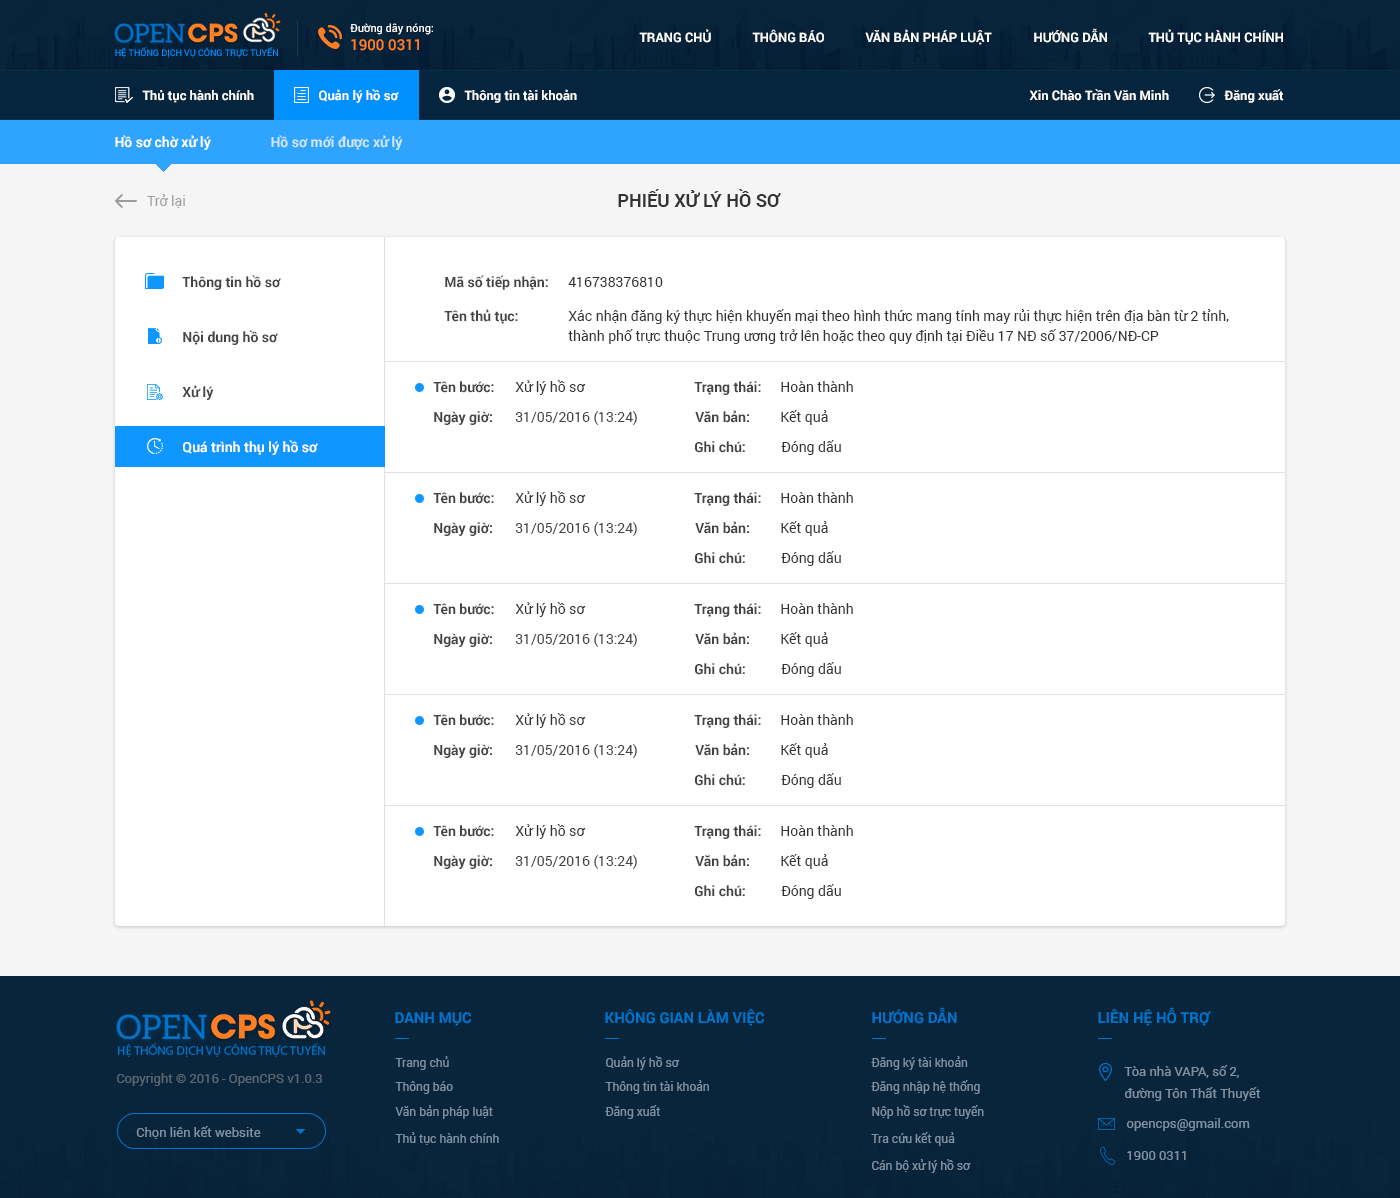 OPENCPS
HỆ THỐNG DỊCH VỤ CÔNG TRỰC TUYẾN
Đường dây nóng:
1900 0311
TRANG CHỦ THÔNG BÁO VĂN BẢN PHÁP LUẬT HƯỚNG DẪN THỦ TỤC HÀNH CHÍNH
Thủ tục hành chính Quản lý hồ sơ Thông tin tài khoản Xin Chào Trần Văn Minh Đăng xuất
Hồ sơ chờ xử lý Hồ sơ mới được xử lý
Trở lại
PHIẾU XỬ LÝ HỒ SƠ
Thông tin hồ sơ
Nội dung hồ sơ
Xử lý
Quá trình thụ lý hồ sơ
Mã số tiếp nhận: 416738376810
Tên thủ tục: Xác nhận đăng ký thực hiện khuyến mại theo hình thức mang tính may rủi thực hiện trên địa bàn từ 2 tỉnh,
thành phố trực thuộc Trung ương trở lên hoặc theo quy định tại Điều 17 NĐ số 37/2006/NĐ-CP
Tên bước: Xử lý hồ sơ Trạng thái: Hoàn thành
Ngày giờ: 31/05/2016 (13:24) Văn bản: Kết quả
Ghi chú: Đóng dấu
Tên bước: Xử lý hồ sơ Trạng thái: Hoàn thành
Ngày giờ: 31/05/2016 (13:24) Văn bản: Kết quả
Ghi chú: Đóng dấu
Tên bước: Xử lý hồ sơ Trạng thái: Hoàn thành
Ngày giờ: 31/05/2016 (13:24) Văn bản: Kết quả
Ghi chú: Đóng dấu
Tên bước: Xử lý hồ sơ Trạng thái: Hoàn thành
Ngày giờ: 31/05/2016 (13:24) Văn bản: Kết quả
Ghi chú: Đóng dấu
Tên bước: Xử lý hồ sơ Trạng thái: Hoàn thành
Ngày giờ: 31/05/2016 (13:24) Văn bản: Kết quả
Ghi chú: Đóng dấu
OPENCPS
HỆ THỐNG DỊCH VỤ CÔNG TRỰC TUYẾN
Copyright © 2016 - OpenCPS v1.0.3
Chọn liên kết website
DANH MỤC
Trang chủ
Thông báo
Văn bản pháp luật
Thủ tục hành chính
KHÔNG GIAN LÀM VIỆC
Quản lý hồ sơ
Thông tin tài khoản
Đăng xuất
HƯỚNG DẪN
Đăng ký tài khoản
Đăng nhập hệ thống
Nộp hồ sơ trực tuyến
Tra cứu kết quả
Cán bộ xử lý hồ sơ
LIÊN HỆ HỖ TRỢ
Tòa nhà VAPA, số 2,
đường Tôn Thất Thuyết
opencps@gmail.com
1900 0311